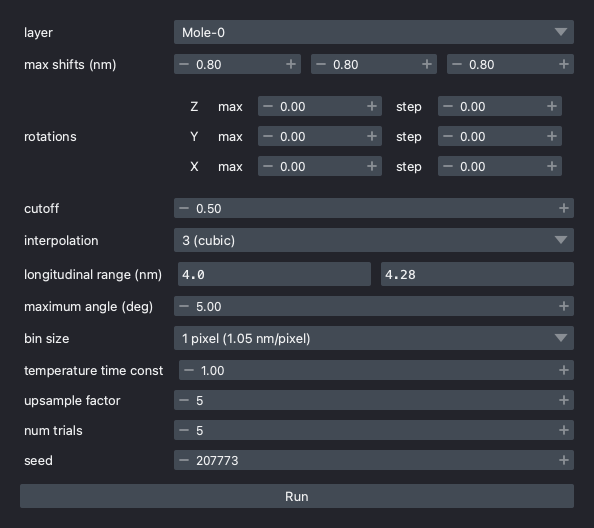 layer Mole-0
max shifts (nm) 0.80 0.80 0.80
Z max 0.00 step 0.00
rotations Y max 0.00 step 0.00
X max 0.00 step 0.00
cutoff 0.50
interpolation 3 (cubic)
longitudinal range (nm) 4.0 4.28
maximum angle (deg) 5.00
bin size 1 pixel (1.05 nm/pixel)
temperature time const 1.00
upsample factor 5
num trials 5
seed 207773
Run